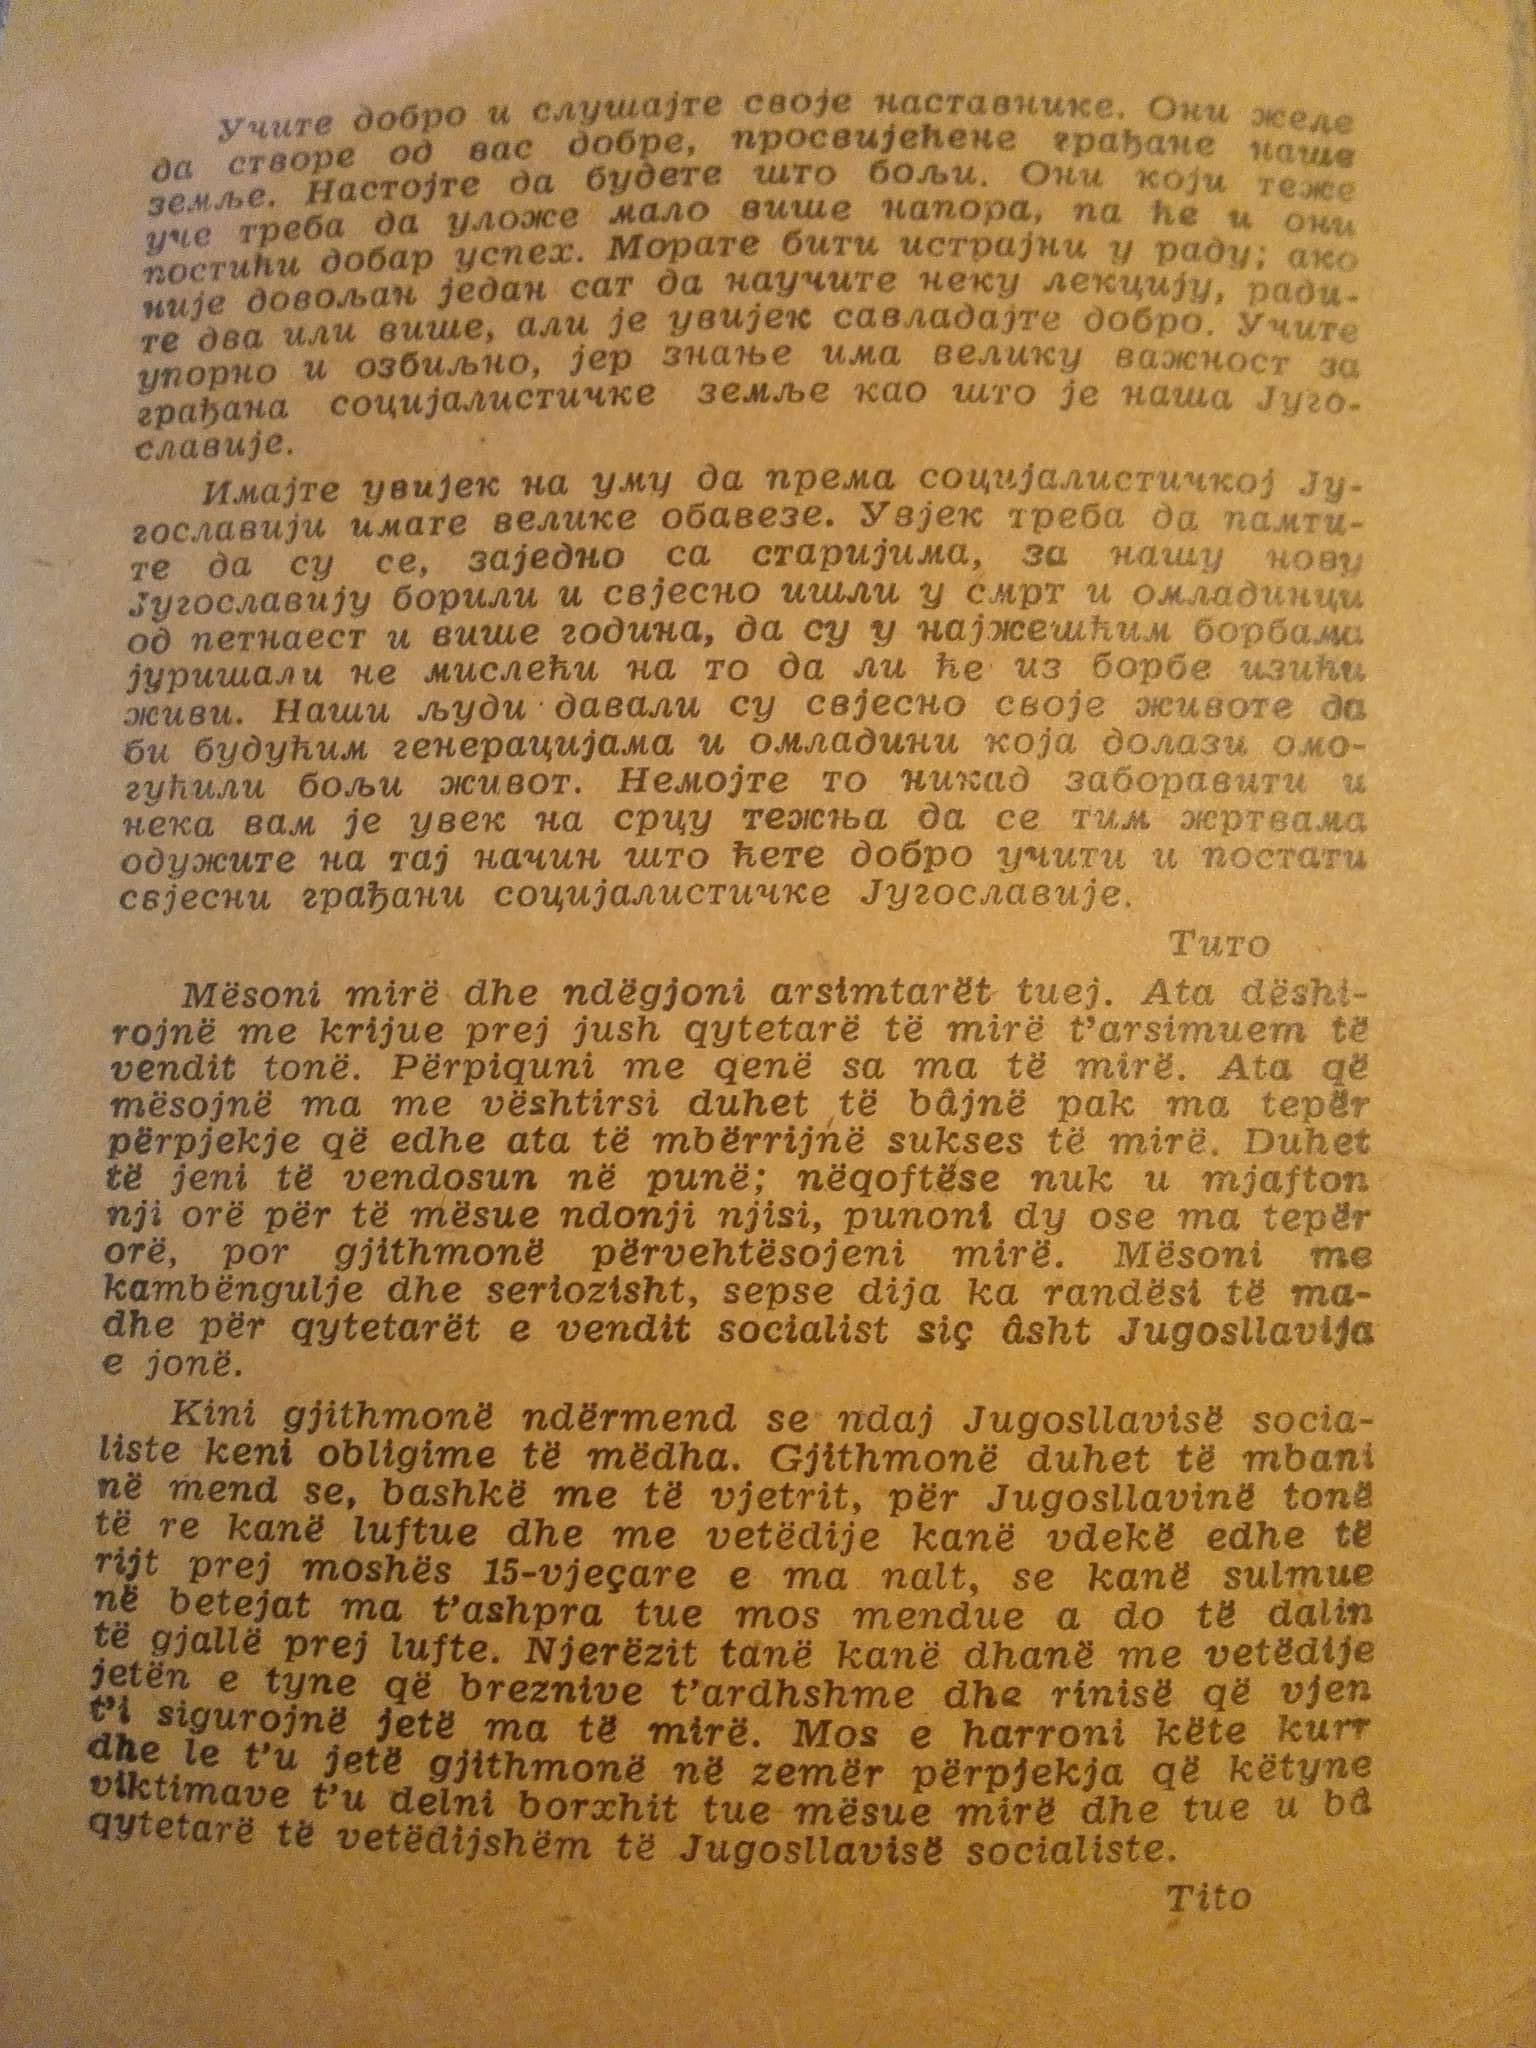 Учите добро и слушајте своје наставнике. Они желе
да створе од вас добре, просвијећене грађане наше
земље. Настојте да будете што бољи. Они који теже
уче треба да уложе мало више напора, па ће и они
постићи добар успех. Морате бити истрајни у раду; ако
није довољан један сат да научите неку лекцију, ради-
те два или више, али је увијек савладајте добро. Учите
упорно и озбиљно, јер знање има велику важност за
грађана социјалистичке земље као што је наша Југо-
славије.
Имајте увијек на уму да према социјалистичкој Ју-
гославији имате велике обавезе. Увјек треба да памти-
те да су се, заједно са старијима, за нашу нову
Југославију борили и свјесно ишли у смрт и омладинци
од петнаест и више година, да су у најжешћим борбама
јуришали не мислећи на то да ли ће из борбе изићи
живи. Наши људи давали су свјесно своје животе да
би будућим генерацијама и омладини која долази омо-
гућили бољи живот. Немојте то никад заборавити и
нека вам је увек на срцу тежња да се тим жртвама
одужите на тај начин што ћете добро учити и постати
свјесни грађани социјалистичке Југославије.
Тито
Mësoni mirë dhe ndëgjoni arsimtarët tuej. Ata dëshi-
rojnë me krijue prej jush qytetarë të mirë t'arsimuem të
vendit tonë. Përpiquni me qenë sa ma të mirë. Ata që
mësojnë ma me vështirsi duhet të bâjnë pak ma tepër
përpjekje që edhe ata të mbërrijnë sukses të mirë. Duhet
të jeni të vendosun në punë; nëqoftëse nuk u mjafton
nji orë për të mësue ndonji njisi, punoni dy ose ma tepër
orë, por gjithmonë përvehtësojeni mirë. Mësoni me
kambëngulje dhe seriozisht, sepse dija ka randësi të ma-
dhe për qytetarët e vendit socialist siç âsht Jugosllavija
e jonë.
Kini gjithmonë ndërmend se ndaj Jugosllavisë socia-
liste keni obligime të mëdha. Gjithmonë duhet të mbani
në mend se, bashkë me të vjetrit, për Jugosllavinë tonë
të re kanë luftue dhe me vetëdije kanë vdekë edhe të
rijt prej moshës 15-vjeçare e ma nalt, se kanë sulmue
në betejat ma t'ashpra tue mos mendue a do të dalin
të gjallë prej lufte. Njerëzit tanë kanë dhanë me vetëdije
jetën e tyne që breznive t'ardhshme dhe rinisë që vjen
t'i sigurojnë jetë ma të mirë. Mos e harroni këte kurr
dhe le t'u jetë gjithmonë në zemër përpjekja që këtyne
viktimave t'u delni borxhit tue mësue mirë dhe tue u bâ
qytetarë të vetëdijshëm të Jugosllavisë socialiste.
Tito